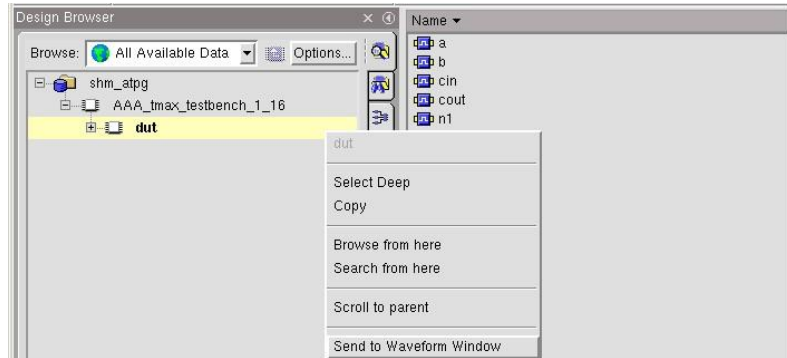 Design Browser
Browse: All Available Data Options...
shm_atpg
AAA_tmax_testbench_1_16
dut
Name
a
b
cin
cout
n1
dut
Select Deep
Copy
Browse from here
Search from here
Scroll to parent
Send to Waveform Window